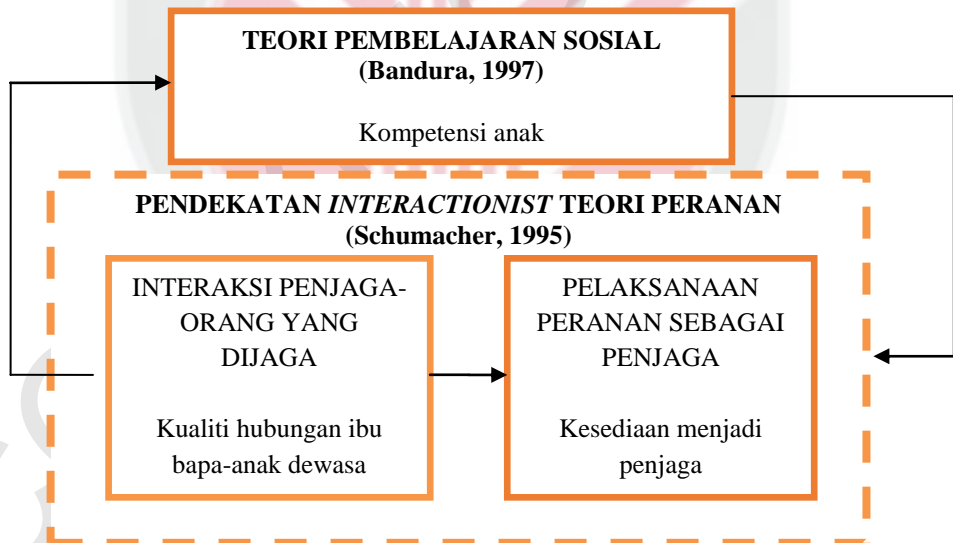 TEORI PEMBELAJARAN SOSIAL
(Bandura, 1997)
Kompetensi anak
PENDEKATAN INTERACTIONIST TEORI PERANAN
(Schumacher, 1995)
INTERAKSI PENJAGA-
ORANG YANG
DIJAGA
Kualiti hubungan ibu
bapa-anak dewasa
PELAKSANAAN
PERANAN SEBAGAI
PENJAGA
Kesediaan menjadi
penjaga